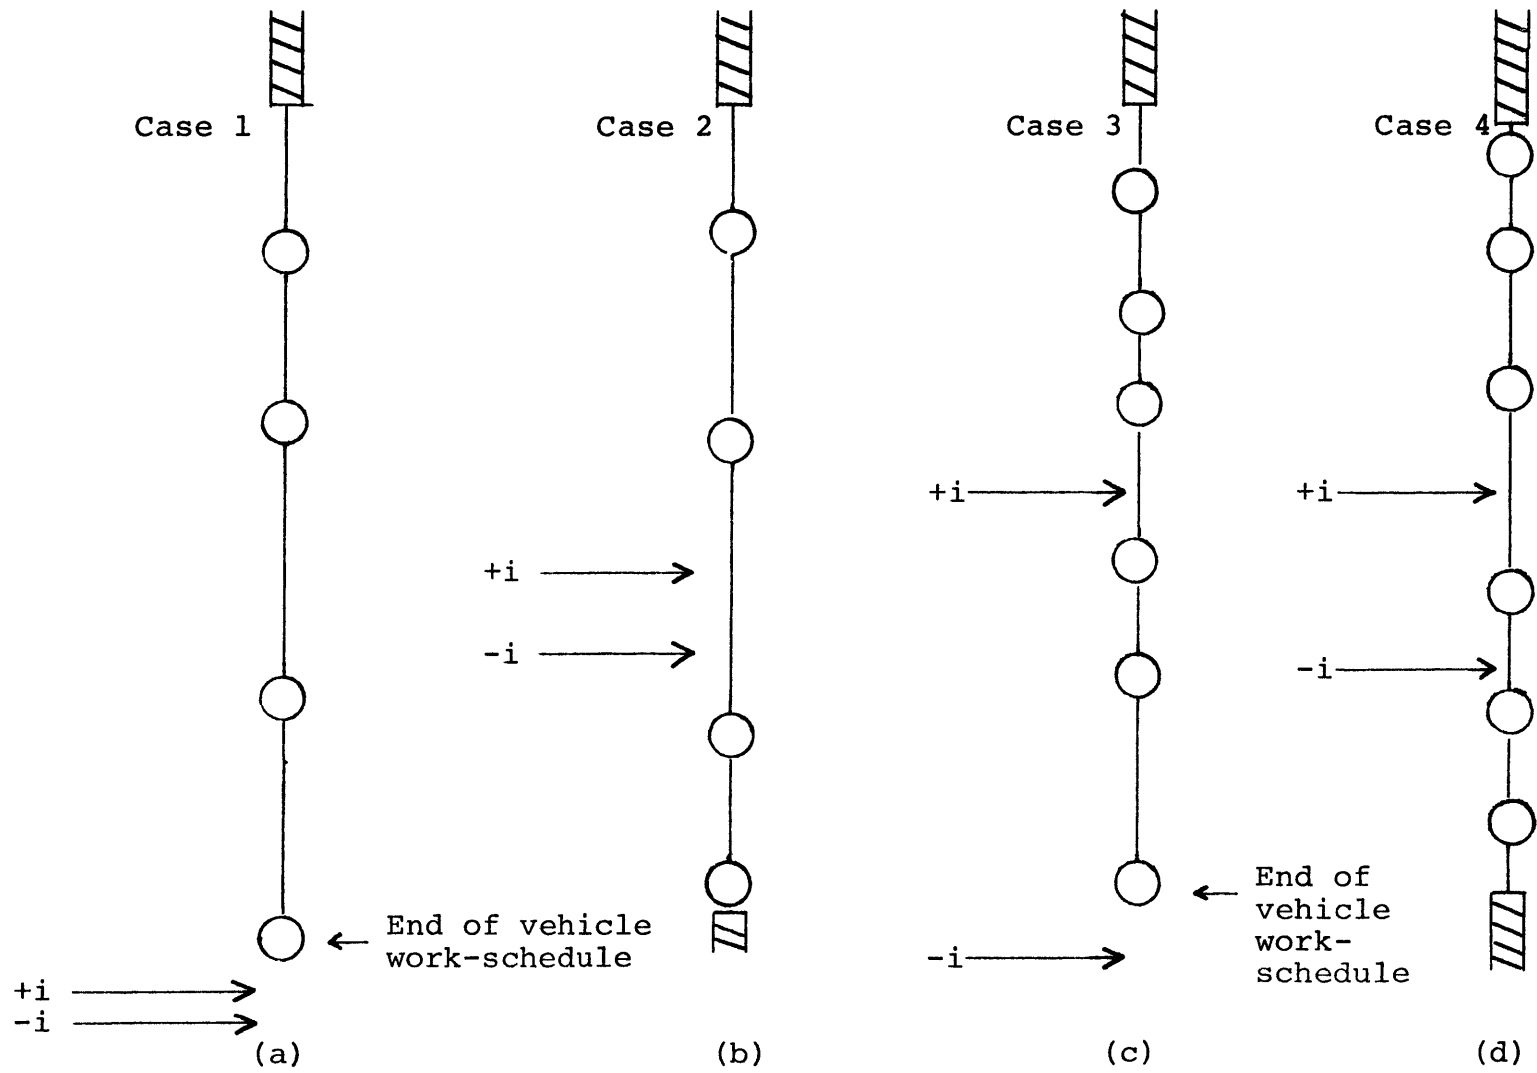 Case 1
Case 2
Case 3
Case 4
+i
-i
+i
-i
+i
-i
+i
-i
End of vehicle
work-schedule
End of
vehicle
work-
schedule
(a)
(b)
(c)
(d)